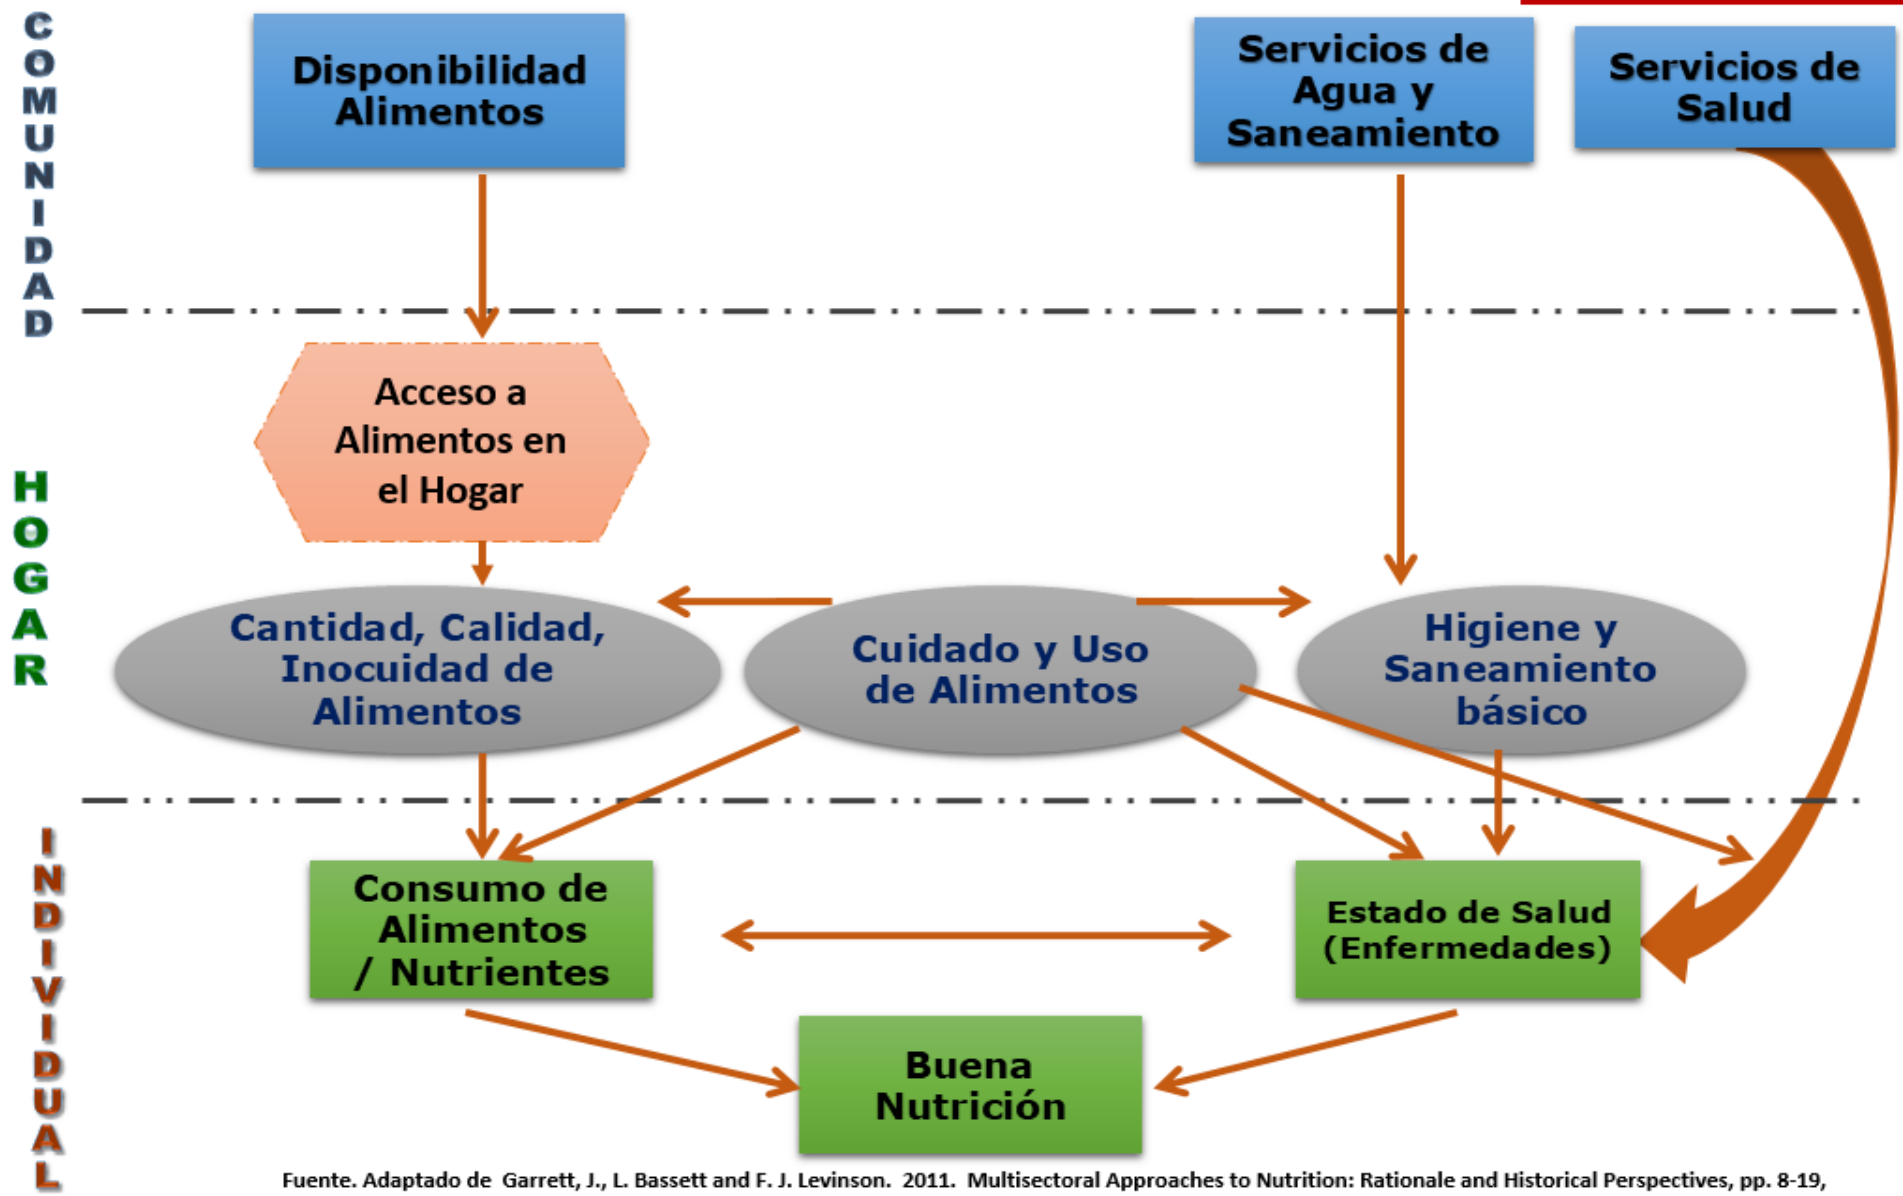 COMUNIDAD
Disponibilidad
Alimentos
Servicios de
Agua y
Saneamiento
Servicios de
Salud
HOGAR
Acceso a
Alimentos en
el Hogar
Cantidad, Calidad,
Inocuidad de
Alimentos
Cuidado y Uso
de Alimentos
Higiene y
Saneamiento
básico
INDIVIDUAL
Consumo de
Alimentos
/ Nutrientes
Estado de Salud
(Enfermedades)
Buena
Nutrición
Fuente. Adaptado de Garrett, J., L. Bassett and F. J. Levinson. 2011. Multisectoral Approaches to Nutrition: Rationale and Historical Perspectives, pp. 8-19,